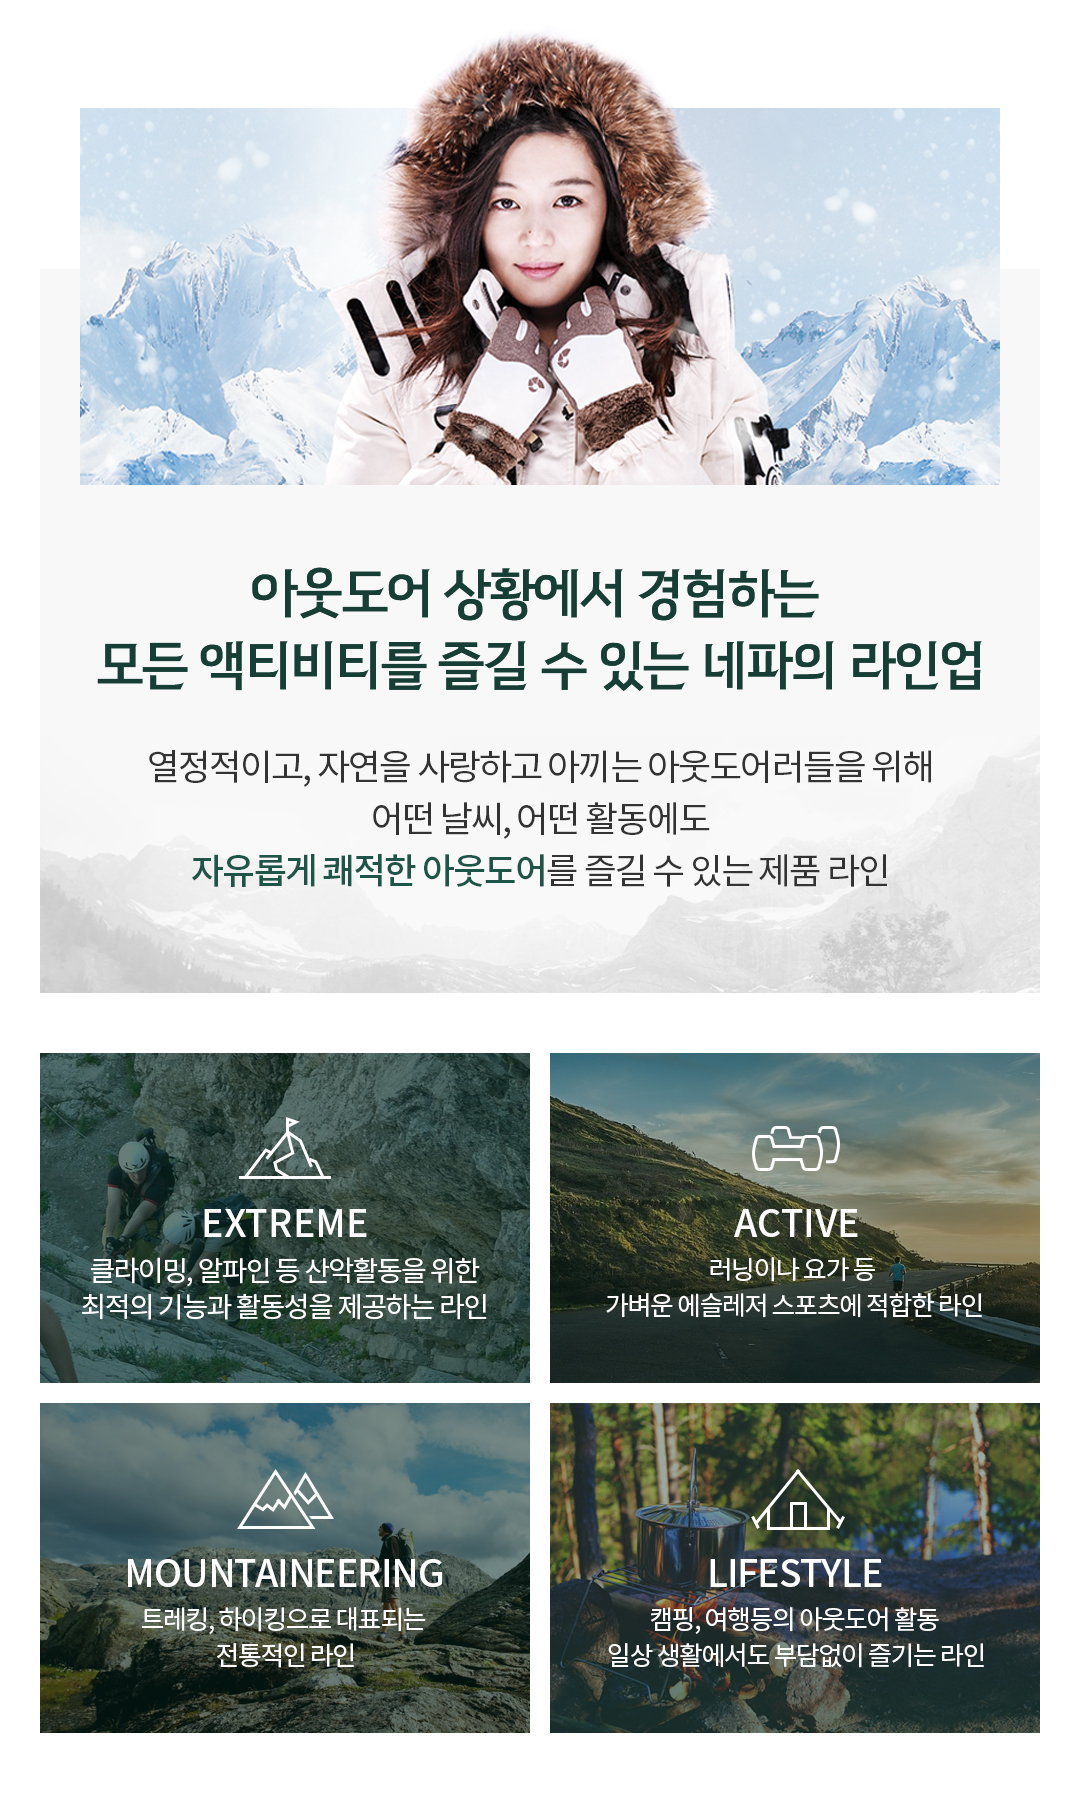 아웃도어 상황에서 경험하는
모든 액티비티를 즐길 수 있는 네파의 라인업
열정적이고, 자연을 사랑하고 아끼는 아웃도어러들을 위해
어떤 날씨, 어떤 활동에도
자유롭게 쾌적한 아웃도어를 즐길 수 있는 제품 라인
EXTREME
클라이밍, 알파인 등 산악활동을 위한
최적의 기능과 활동성을 제공하는 라인
ACTIVE
러닝이나 요가 등
가벼운 에슬레저 스포츠에 적합한 라인
MOUNTAINEERING
트레킹, 하이킹으로 대표되는
전통적인 라인
LIFESTYLE
캠핑, 여행등의 아웃도어 활동
일상 생활에서도 부담없이 즐기는 라인